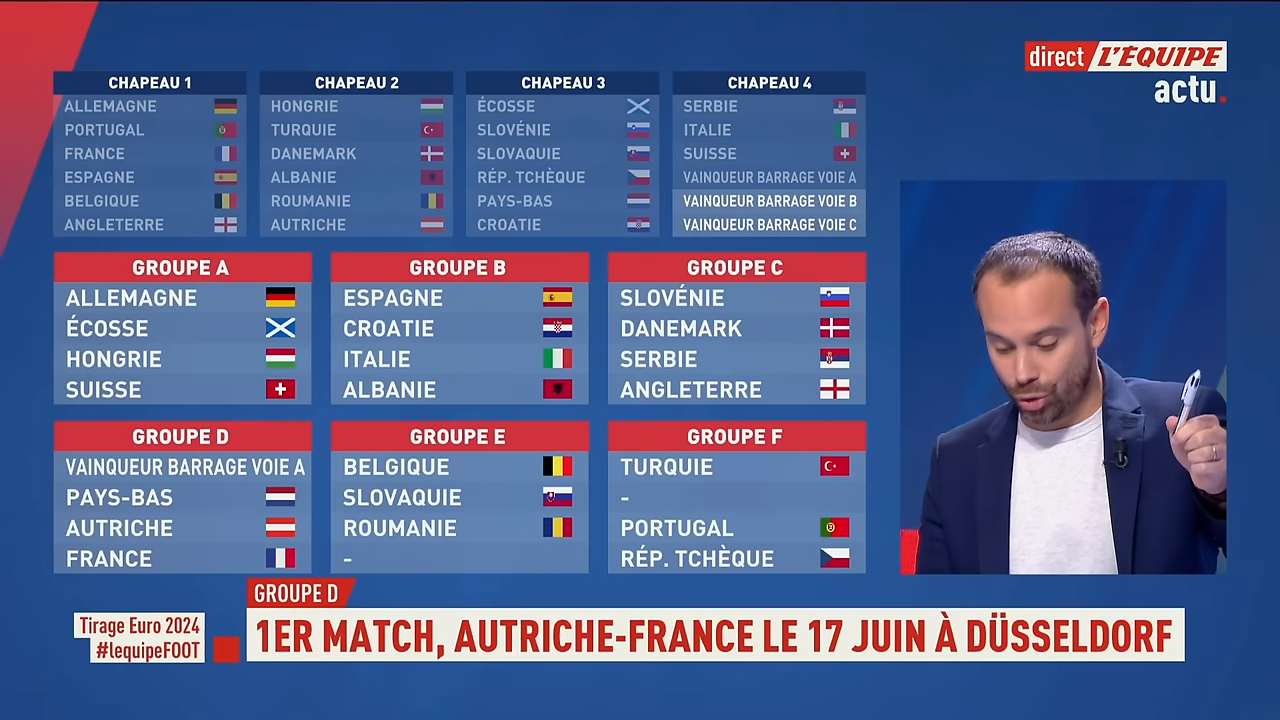 direct L'ÉQUIPE
actu.
CHAPEAU 1
ALLEMAGNE
PORTUGAL
FRANCE
ESPAGNE
BELGIQUE
ANGLETERRE
CHAPEAU 2
HONGRIE
TURQUIE
DANEMARK
ALBANIE
ROUMANIE
AUTRICHE
CHAPEAU 3
ÉCOSSE
SLOVÉNIE
SLOVAQUIE
RÉP. TCHÈQUE
PAYS-BAS
CROATIE
CHAPEAU 4
SERBIE
ITALIE
SUISSE
VAINQUEUR BARRAGE VOIE A
VAINQUEUR BARRAGE VOIE B
VAINQUEUR BARRAGE VOIE C
GROUPE A
ALLEMAGNE
ÉCOSSE
HONGRIE
SUISSE
GROUPE B
ESPAGNE
CROATIE
ITALIE
ALBANIE
GROUPE C
SLOVÉNIE
DANEMARK
SERBIE
ANGLETERRE
GROUPE D
VAINQUEUR BARRAGE VOIE A
PAYS-BAS
AUTRICHE
FRANCE
GROUPE E
BELGIQUE
SLOVAQUIE
ROUMANIE
-
GROUPE F
TURQUIE
-
PORTUGAL
RÉP. TCHÈQUE
GROUPE D
1ER MATCH, AUTRICHE-FRANCE LE 17 JUIN À DÜSSELDORF
Tirage Euro 2024
#lequipeFOOT